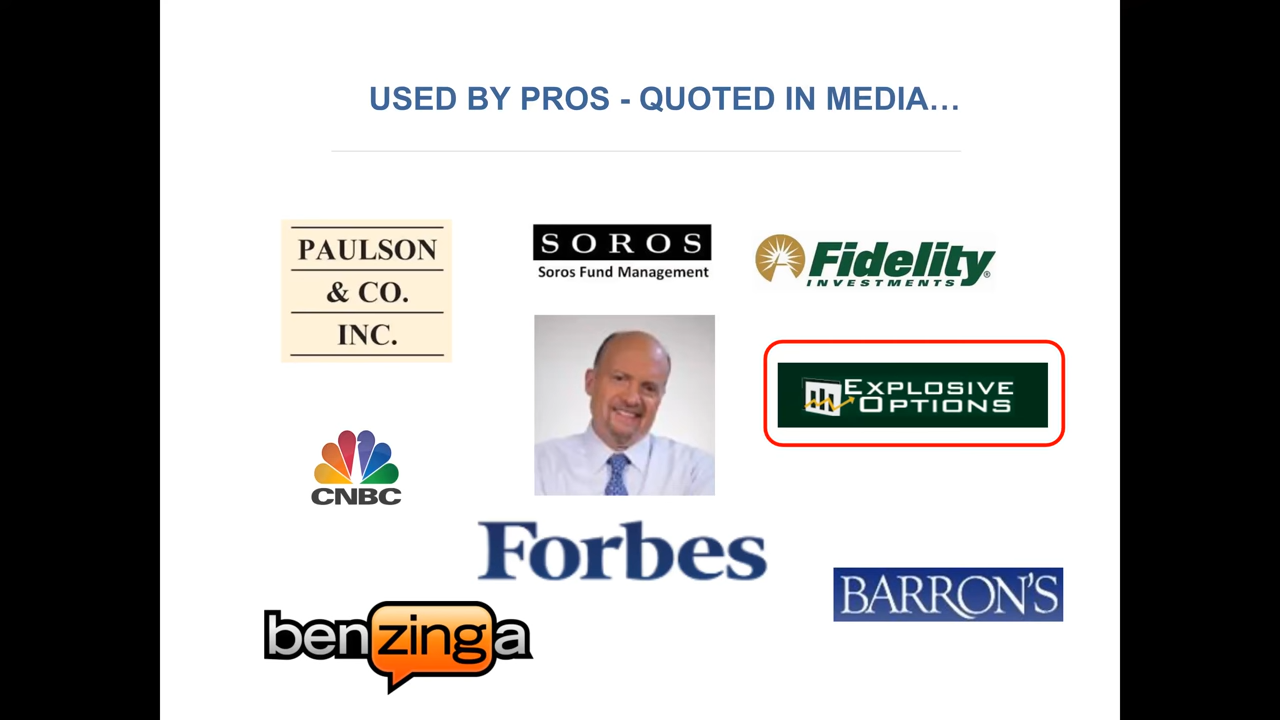 USED BY PROS - QUOTED IN MEDIA…
PAULSON
& CO.
INC.
SOROS
Soros Fund Management
Fidelity
INVESTMENTS®
EXPLOSIVE
OPTIONS
CNBC
Forbes
BARRON'S
benzinga